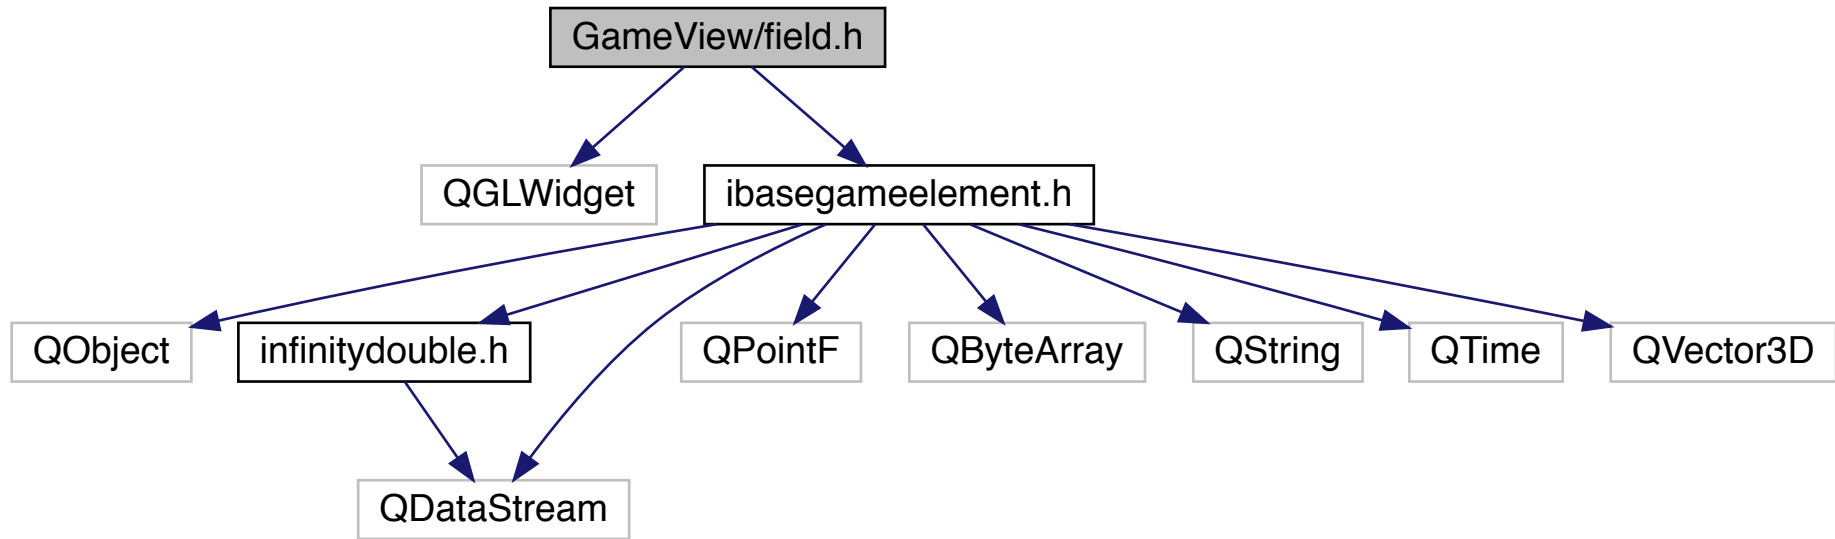 GameView/field.h
QGLWidget
ibasegameelement.h
QObject
infinitydouble.h
QPointF
QByteArray
QString
QTime
QVector3D
QDataStream